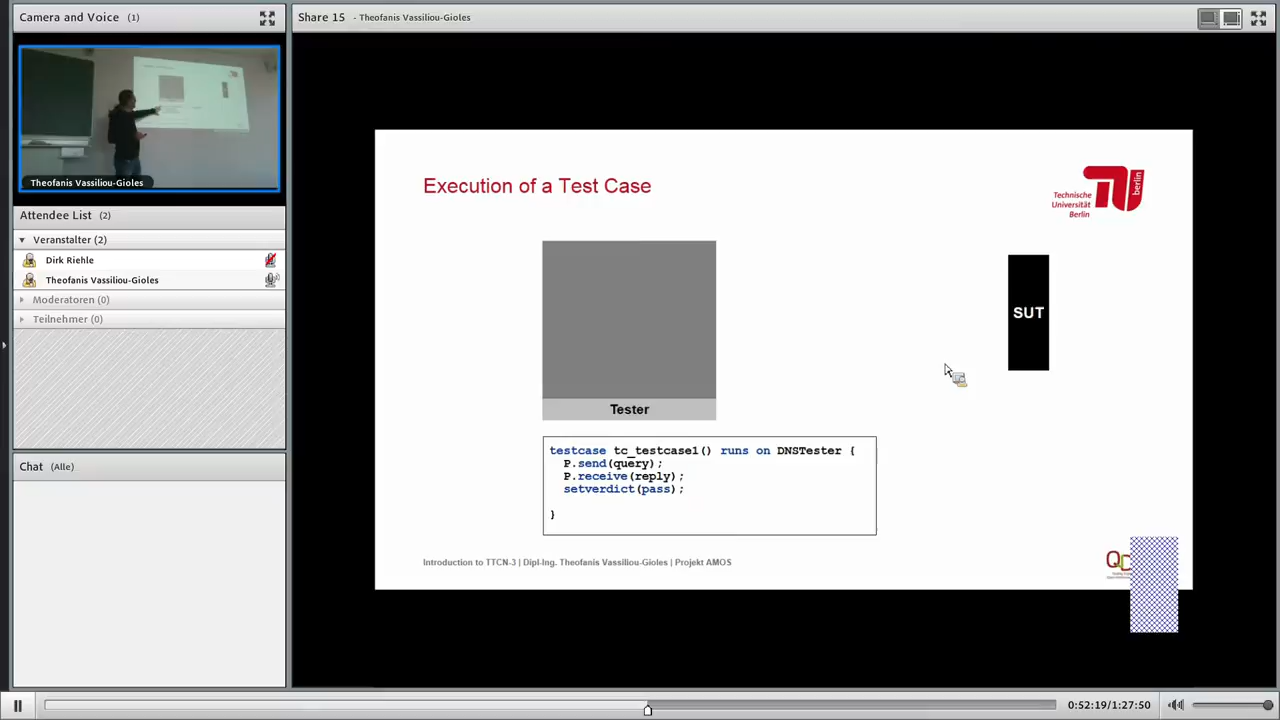 Camera and Voice (1)
Theofanis Vassiliou-Gioles
Attendee List (2)
Veranstalter (2)
Dirk Riehle
Theofanis Vassiliou-Gioles
Moderatoren (0)
Teilnehmer (0)
Chat (Alle)
Share 15 - Theofanis Vassiliou-Gioles
Execution of a Test Case
Technische
Universität
Berlin
berlin
SUT
Tester
testcase tc_testcase1() runs on DNSTester {
P.send(query);
P.receive(reply);
setverdict(pass);
}
Introduction to TTCN-3 | Dipl-Ing. Theofanis Vassiliou-Gioles | Projekt AMOS
0:52:19/1:27:50